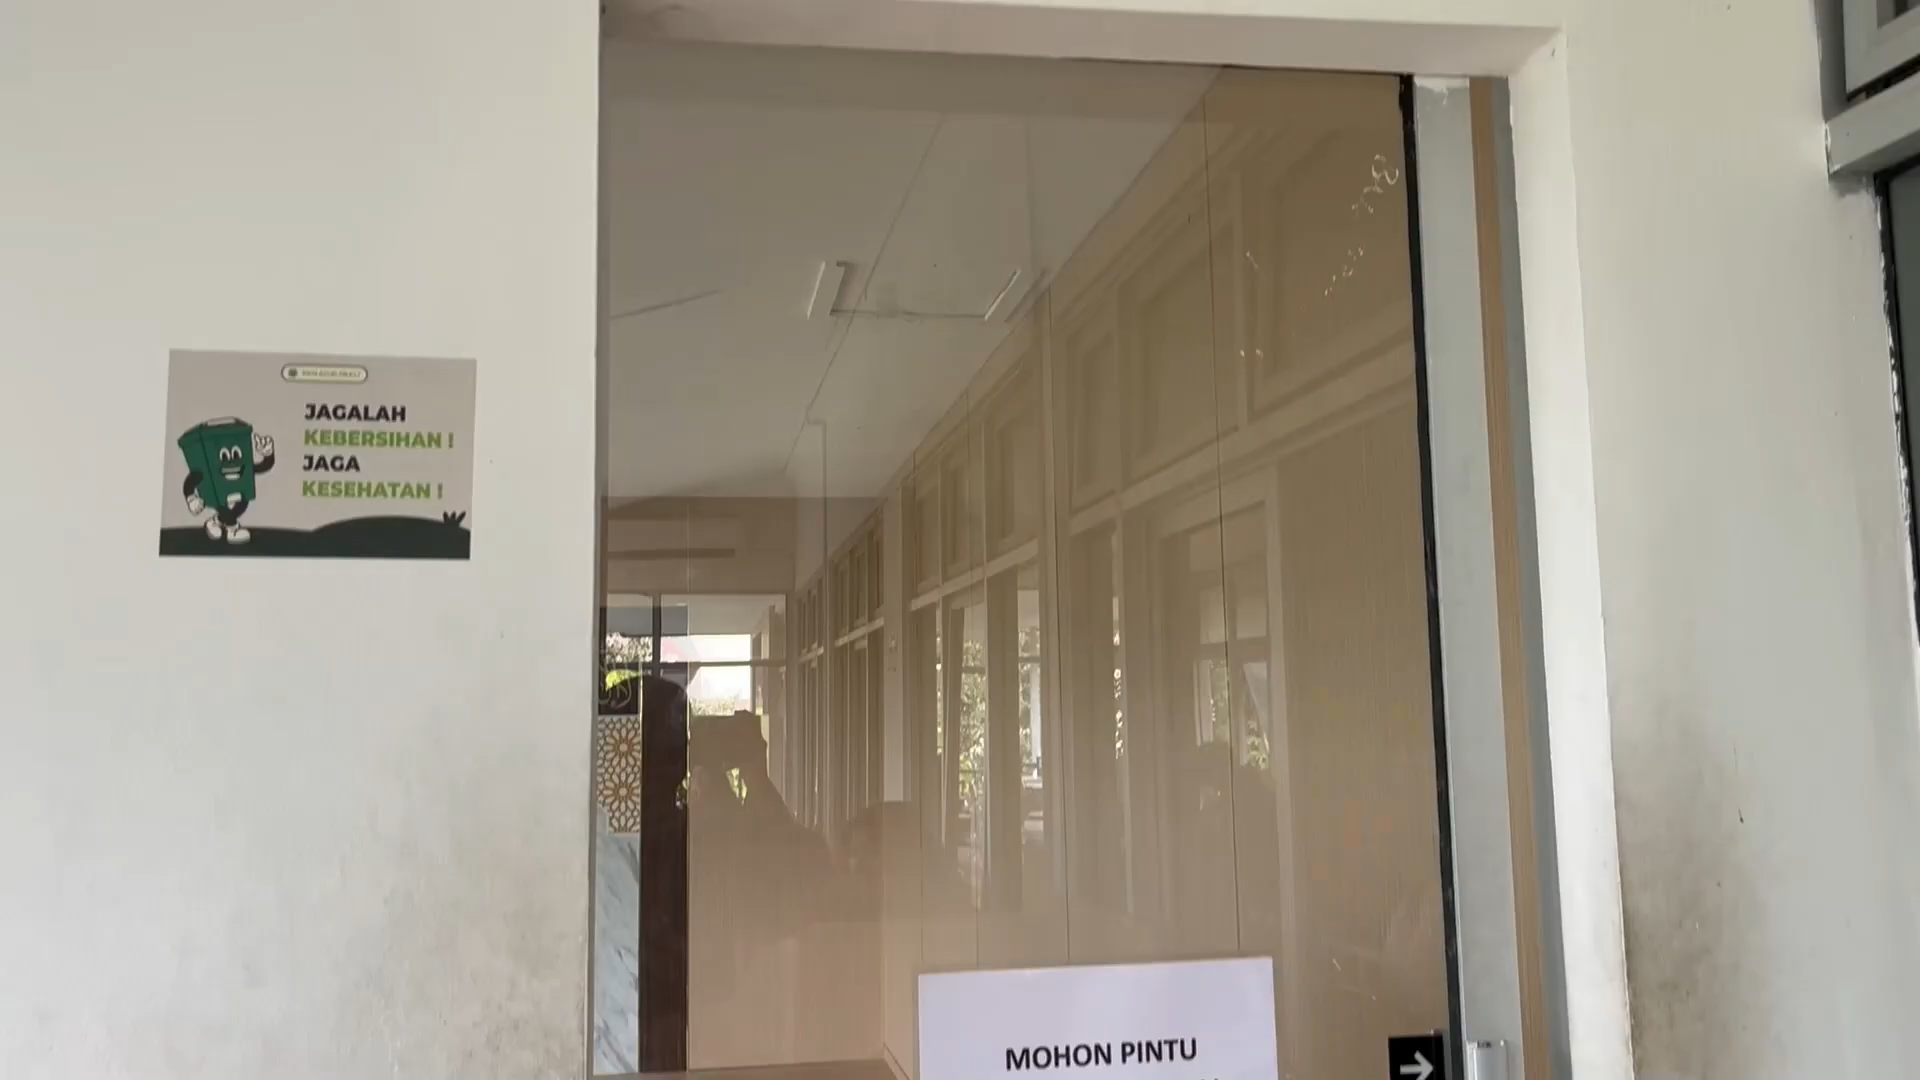 JAGALAH
KEBERSIHAN !
JAGA
KESEHATAN !
MOHON PINTU